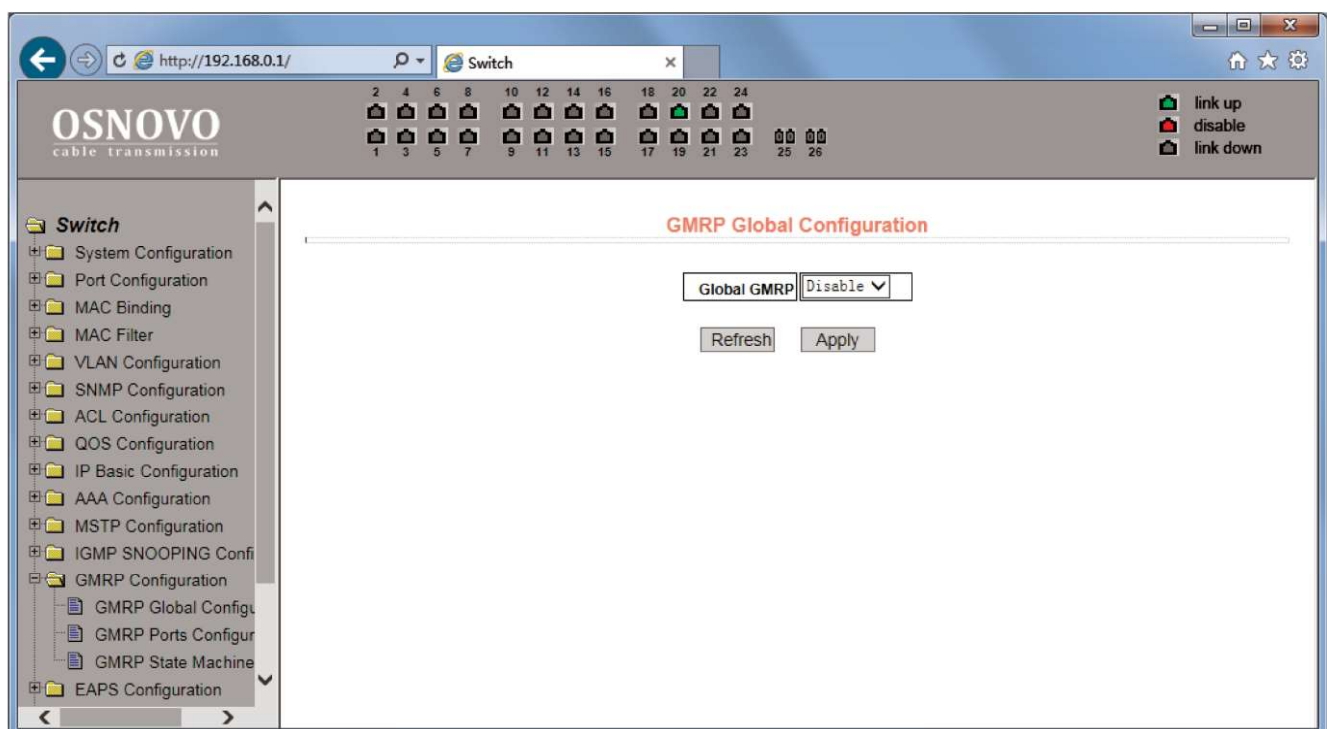 http://192.168.0.1/
Switch
2 4 6 8 10 12 14 16 18 20 22 24
1 3 5 7 9 11 13 15 17 19 21 23 25 26
OSNOVO
cable transmission
link up
disable
link down
Switch
System Configuration
Port Configuration
MAC Binding
MAC Filter
VLAN Configuration
SNMP Configuration
ACL Configuration
QOS Configuration
IP Basic Configuration
AAA Configuration
MSTP Configuration
IGMP SNOOPING Confi
GMRP Configuration
GMRP Global Configu
GMRP Ports Configur
GMRP State Machine
EAPS Configuration
GMRP Global Configuration
Global GMRP Disable
Refresh Apply